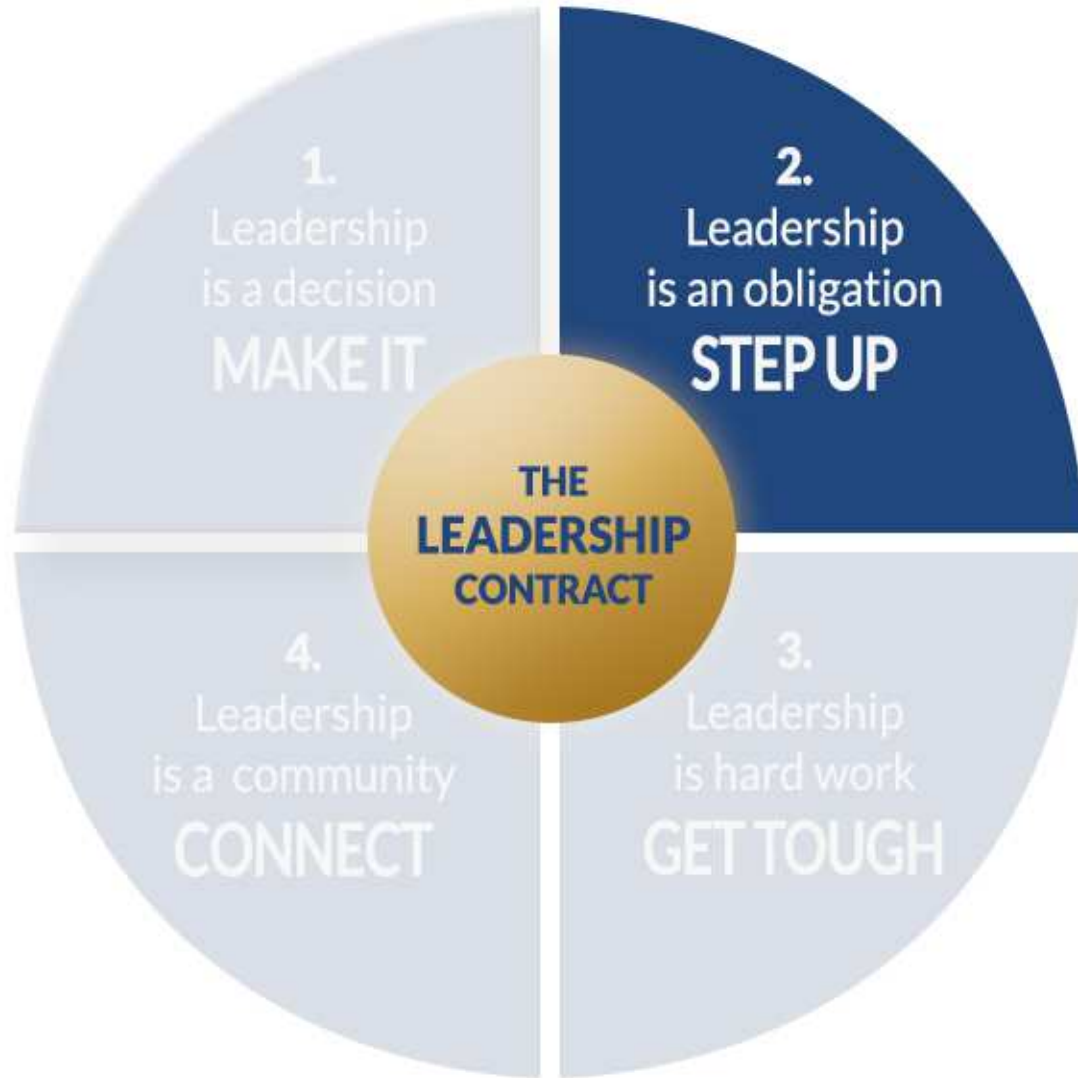 1.
Leadership
is a decision
MAKE IT
2.
Leadership
is an obligation
STEP UP
THE
LEADERSHIP
CONTRACT
3.
Leadership
is hard work
GET TOUGH
4.
Leadership
is a community
CONNECT